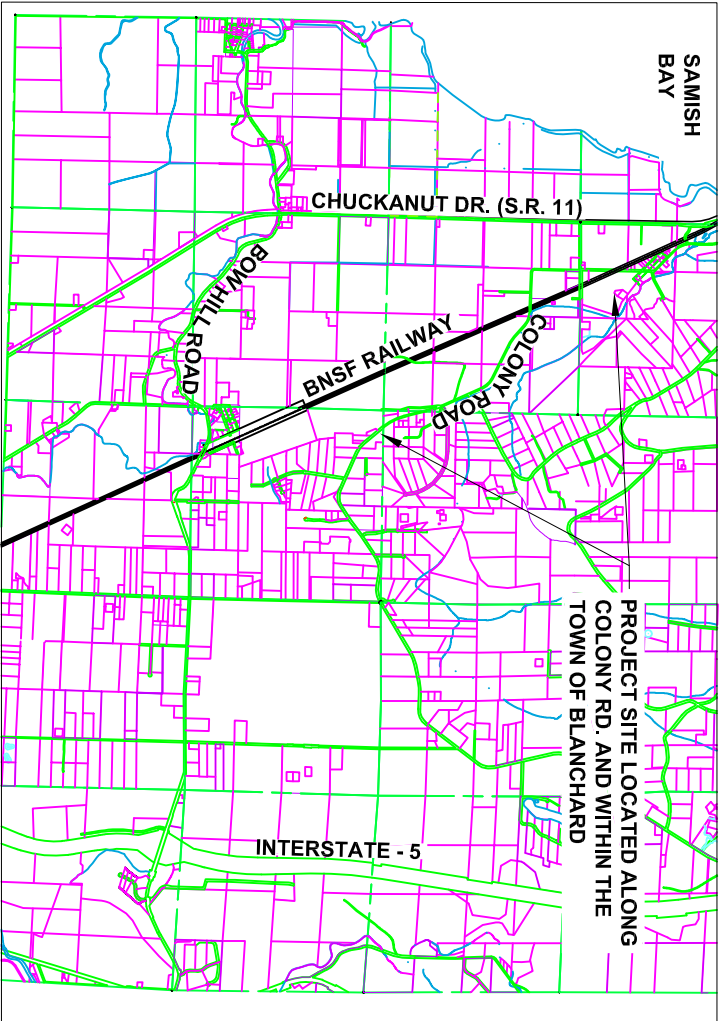 SAMISH
BAY
CHUCKANUT DR. (S.R. 11)
BOW HILL ROAD
BNSF RAILWAY
COLONY ROAD
PROJECT SITE LOCATED ALONG
COLONY RD. AND WITHIN THE
TOWN OF BLANCHARD
INTERSTATE - 5